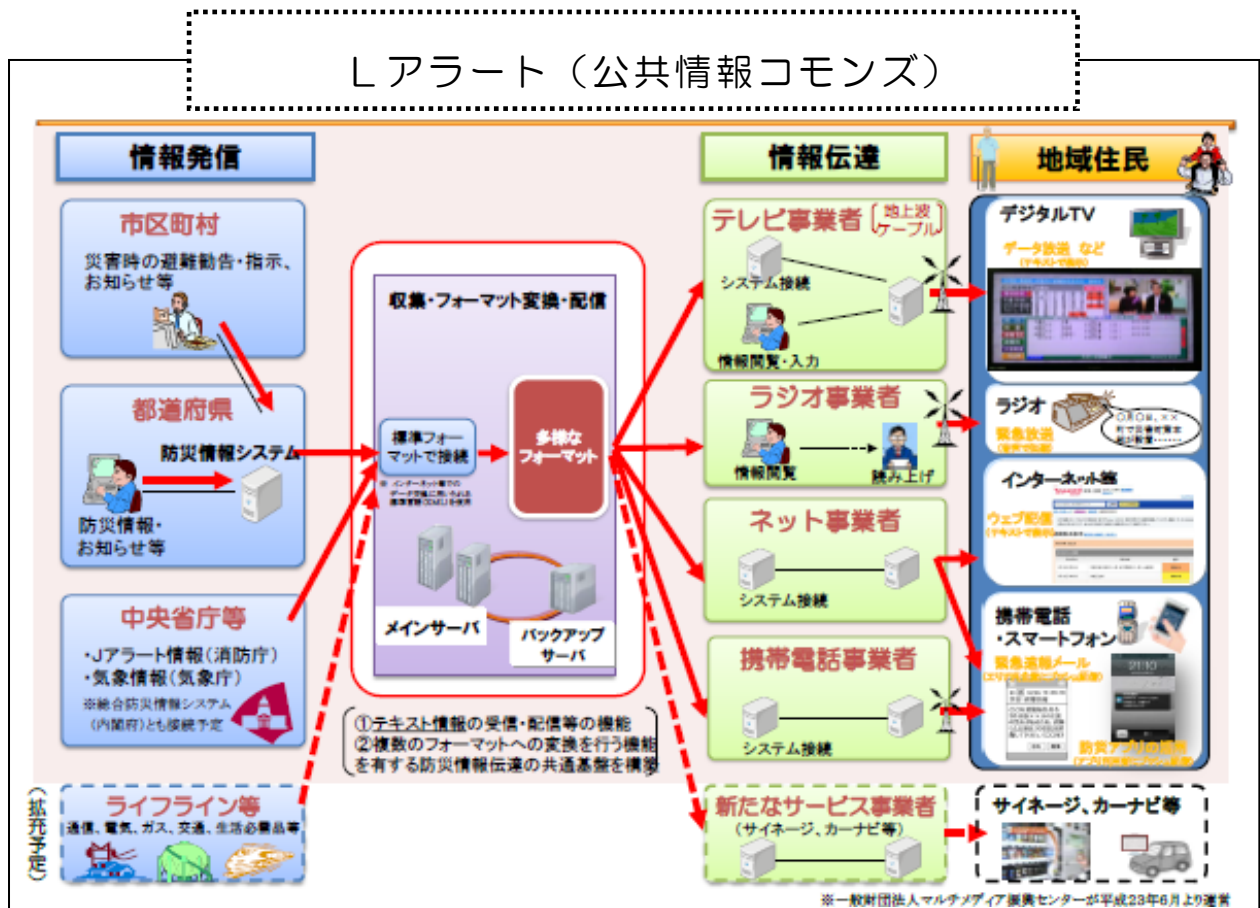 Lアラート（公共情報コモンズ）
情報発信
市区町村
災害時の避難勧告・指示、
お知らせ等
都道府県
防災情報システム
防災情報・
お知らせ等
中央省庁等
・Jアラート情報（消防庁）
・気象情報（気象庁）
※総合防災情報システム
（内閣府）とも接続予定
（拡充予定）
ライフライン等
通信、電気、ガス、交通、生活必需品等
収集・フォーマット変換・配信
標準フォー
マットで接続
多様な
フォーマット
メインサーバ
バックアップ
サーバ
①テキスト情報の受信・配信等の機能
②複数のフォーマットへの変換を行う機能
を有する防災情報伝達の共通基盤を構築
情報伝達
テレビ事業者
地上波
ケーブル
システム接続
情報閲覧・入力
ラジオ事業者
情報閲覧
読み上げ
ネット事業者
システム接続
携帯電話事業者
システム接続
新たなサービス事業者
（サイネージ、カーナビ等）
地域住民
デジタルTV
データ放送 など
（テキストで表示）
ラジオ
緊急放送
インターネット等
ウェブ配信
（テキストで表示）
携帯電話
・スマートフォン
緊急速報メール
21:10
防災アプリの活用
サイネージ、カーナビ等
※一般財団法人マルチメディア振興センターが平成23年6月より運営